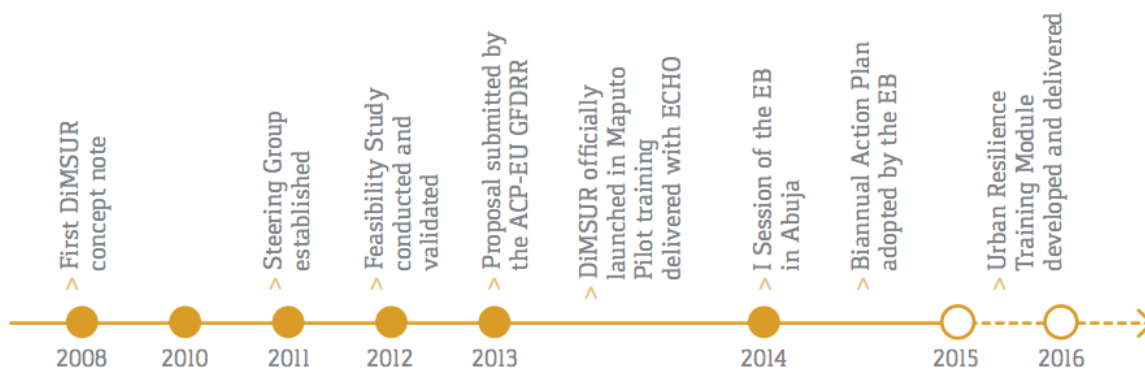 > First DiMSUR
concept note
> Steering Group
established
> Feasibility Study
conducted and
validated
> Proposal submitted by
the ACP-EU GFDRR
> DiMSUR officially
launched in Maputo
Pilot training
delivered with ECHO
> I Session of the EB
in Abuja
> Biannual Action Plan
adopted by the EB
> Urban Resilience
Training Module
developed and delivered
2008
2010
2011
2012
2013
2014
2015
2016